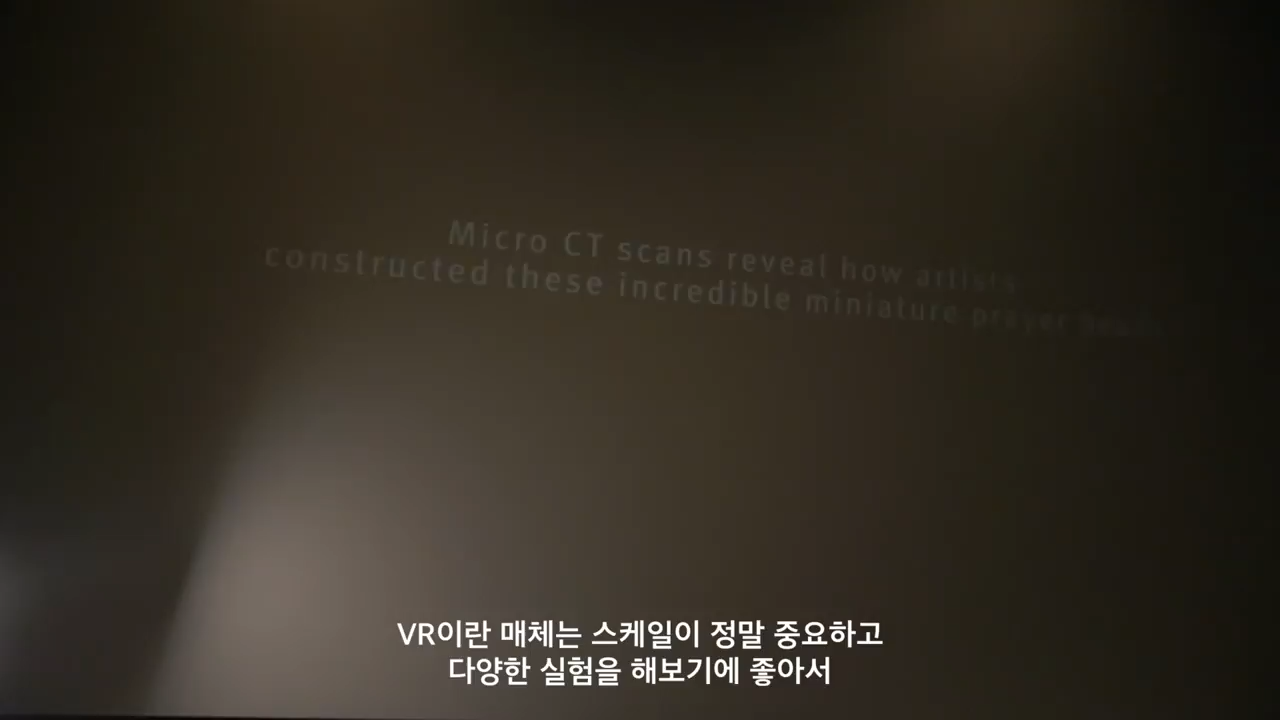 Micro CT scans reveal how artists
constructed these incredible miniature prayer
VR이란 매체는 스케일이 정말 중요하고
다양한 실험을 해보기에 좋아서